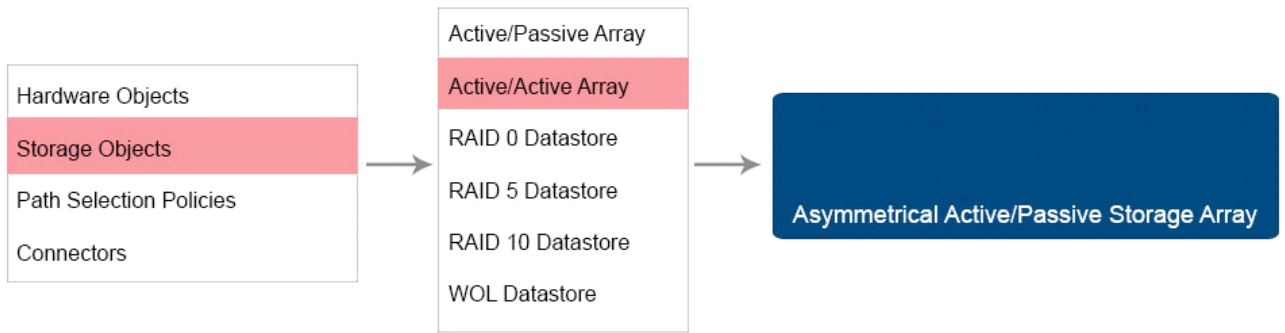 Hardware Objects
Storage Objects
Path Selection Policies
Connectors
Active/Passive Array
Active/Active Array
RAID 0 Datastore
RAID 5 Datastore
RAID 10 Datastore
WOL Datastore
Asymmetrical Active/Passive Storage Array